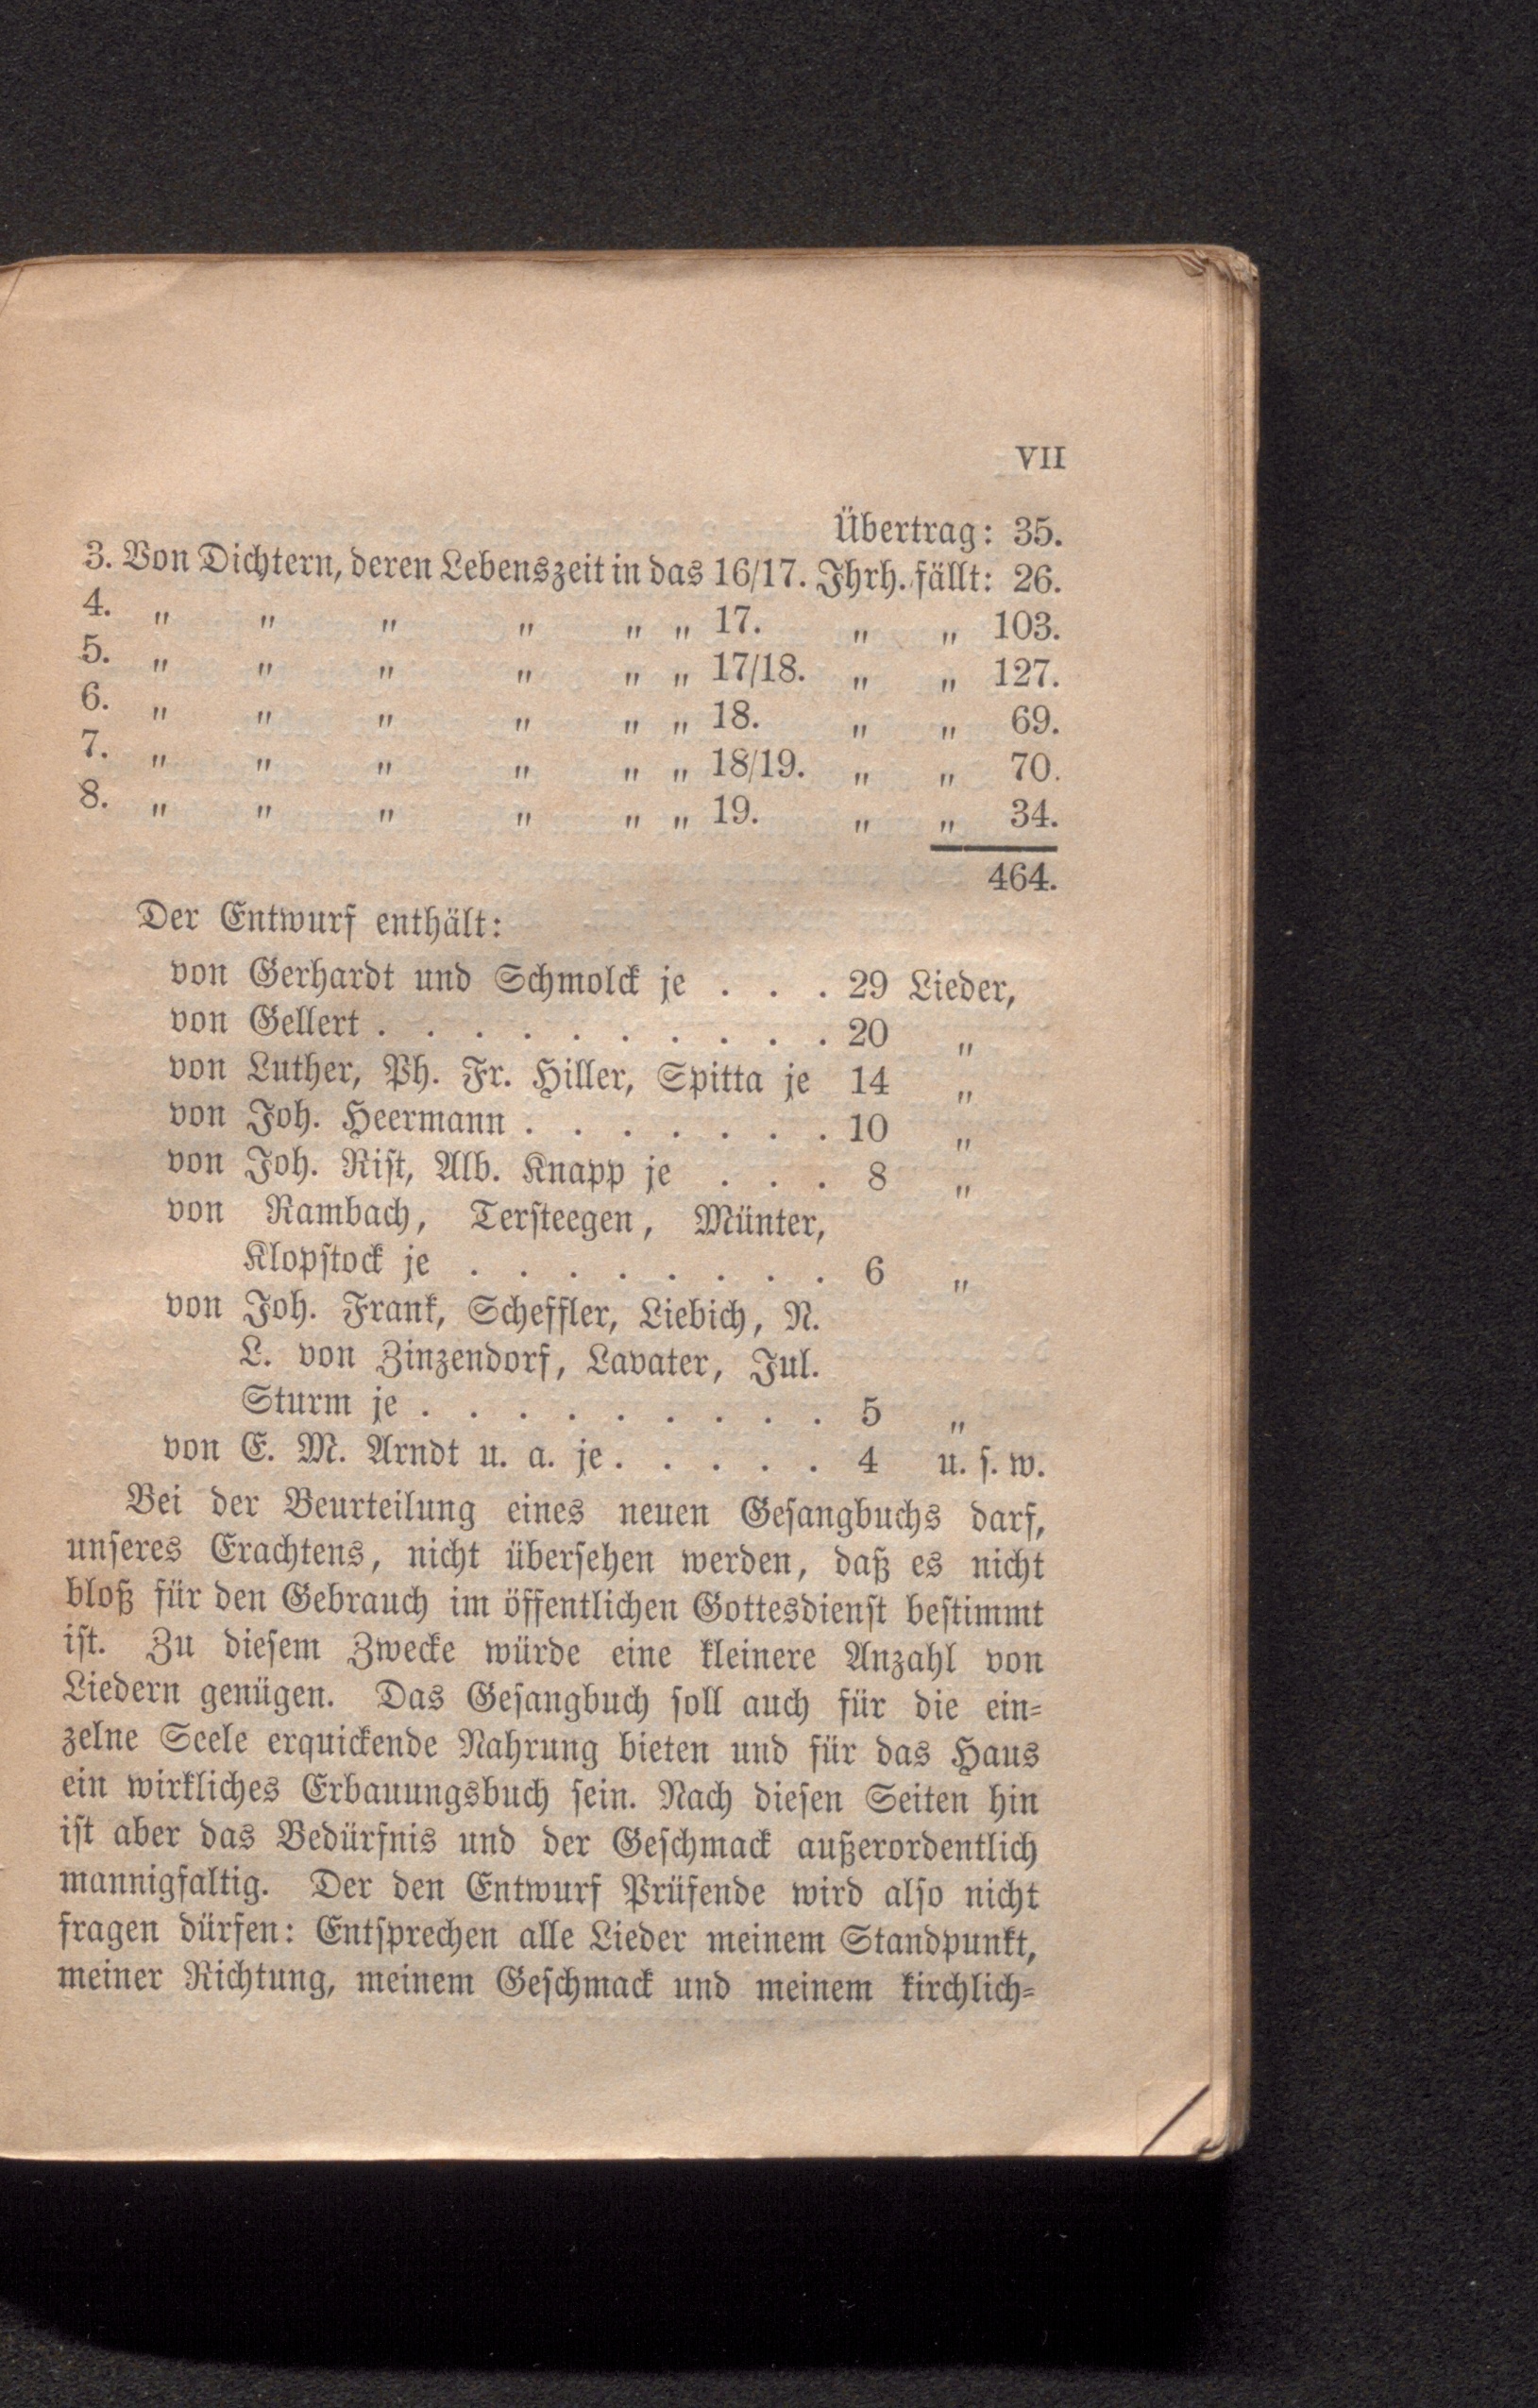 VII
Übertrag: 35.
3. Von Dichtern, deren Lebenszeit in das 16/17. Jhrh. fällt: 26.
4. „ „ „ „ „ „ 17. „ „ 103.
5. „ „ „ „ „ „ 17/18. „ „ 127.
6. „ „ „ „ „ „ 18. „ „ 69.
7. „ „ „ „ „ „ 18/19. „ „ 70.
8. „ „ „ „ „ „ 19. „ „ 34.
464.
Der Entwurf enthält:
von Gerhardt und Schmolck je . . . 29 Lieder,
von Gellert . . . . . . . . . . 20 „
von Luther, Ph. Fr. Hiller, Spitta je 14 „
von Joh. Heermann . . . . . . . 10 „
von Joh. Rist, Alb. Knapp je . . . 8 „
von Rambach, Tersteegen, Münter,
Klopstock je . . . . . . . . 6 „
von Joh. Frank, Scheffler, Liebich, N.
L. von Zinzendorf, Lavater, Jul.
Sturm je . . . . . . . . . 5 „
von E. M. Arndt u. a. je . . . . . 4 u. s. w.
Bei der Beurteilung eines neuen Gesangbuchs darf,
unseres Erachtens, nicht übersehen werden, daß es nicht
bloß für den Gebrauch im öffentlichen Gottesdienst bestimmt
ist. Zu diesem Zwecke würde eine kleinere Anzahl von
Liedern genügen. Das Gesangbuch soll auch für die ein-
zelne Seele erquickende Nahrung bieten und für das Haus
ein wirkliches Erbauungsbuch sein. Nach diesen Seiten hin
ist aber das Bedürfnis und der Geschmack außerordentlich
mannigfaltig. Der den Entwurf Prüfende wird also nicht
fragen dürfen: Entsprechen alle Lieder meinem Standpunkt,
meiner Richtung, meinem Geschmack und meinem kirchlich-